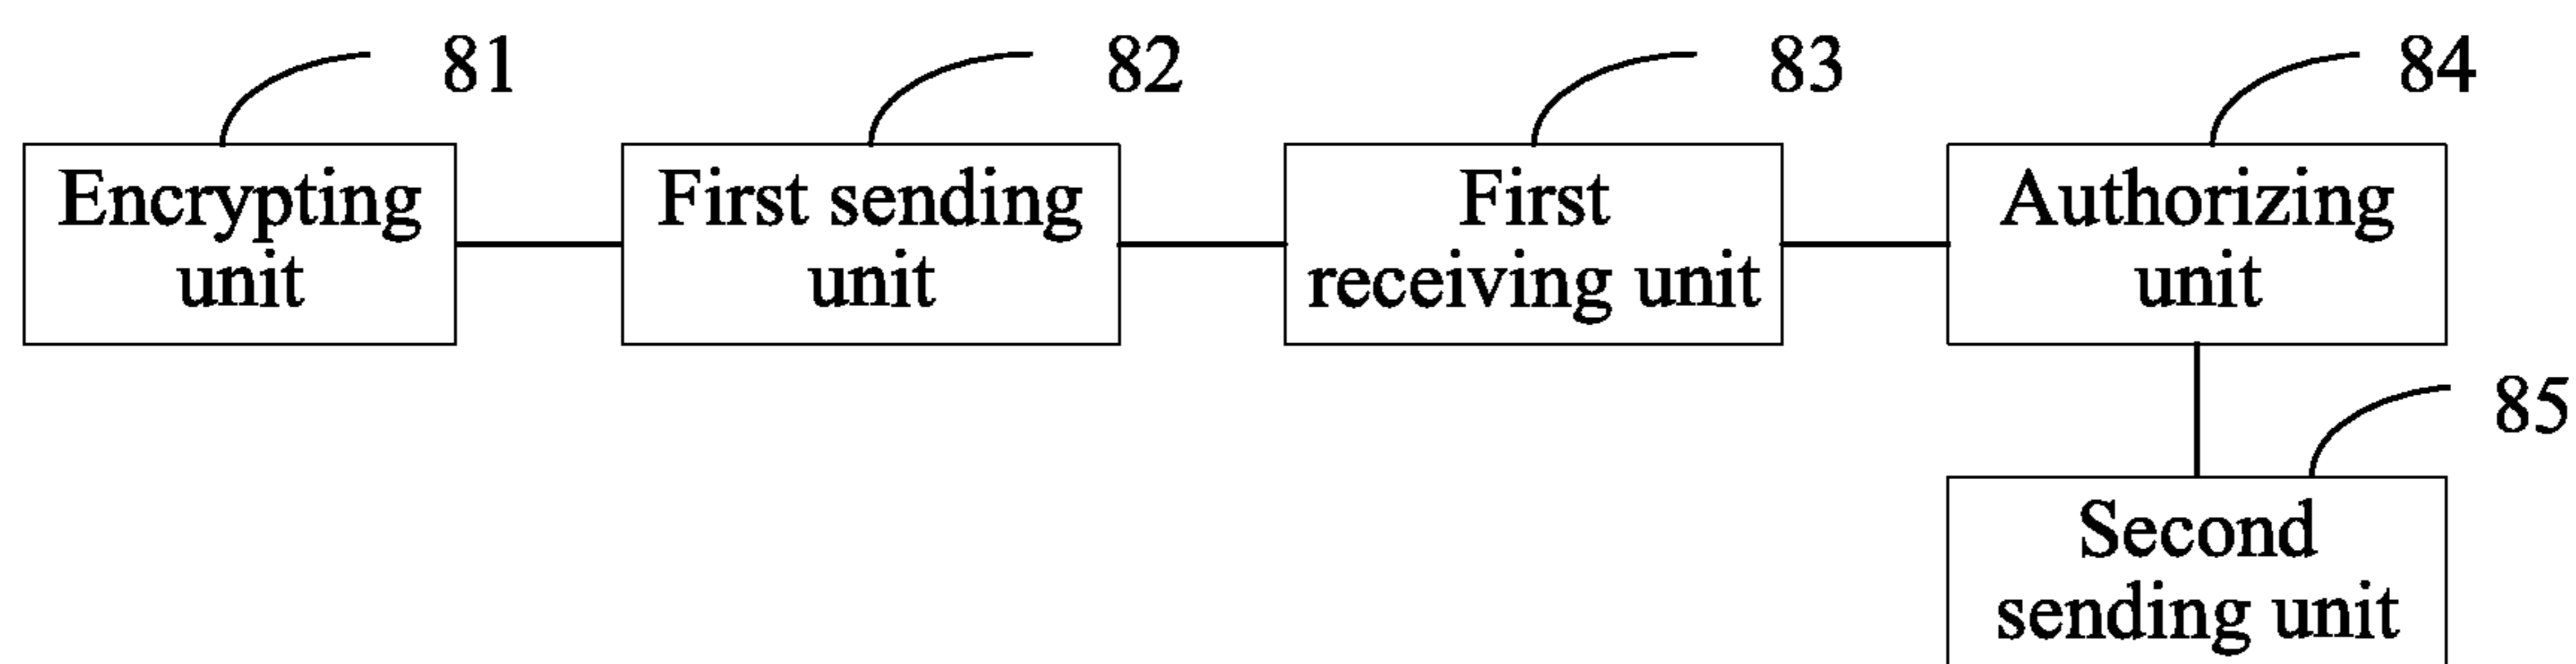 81
82
83
84
Encrypting
unit
First sending
unit
First
receiving unit
Authorizing
unit
85
Second
sending unit